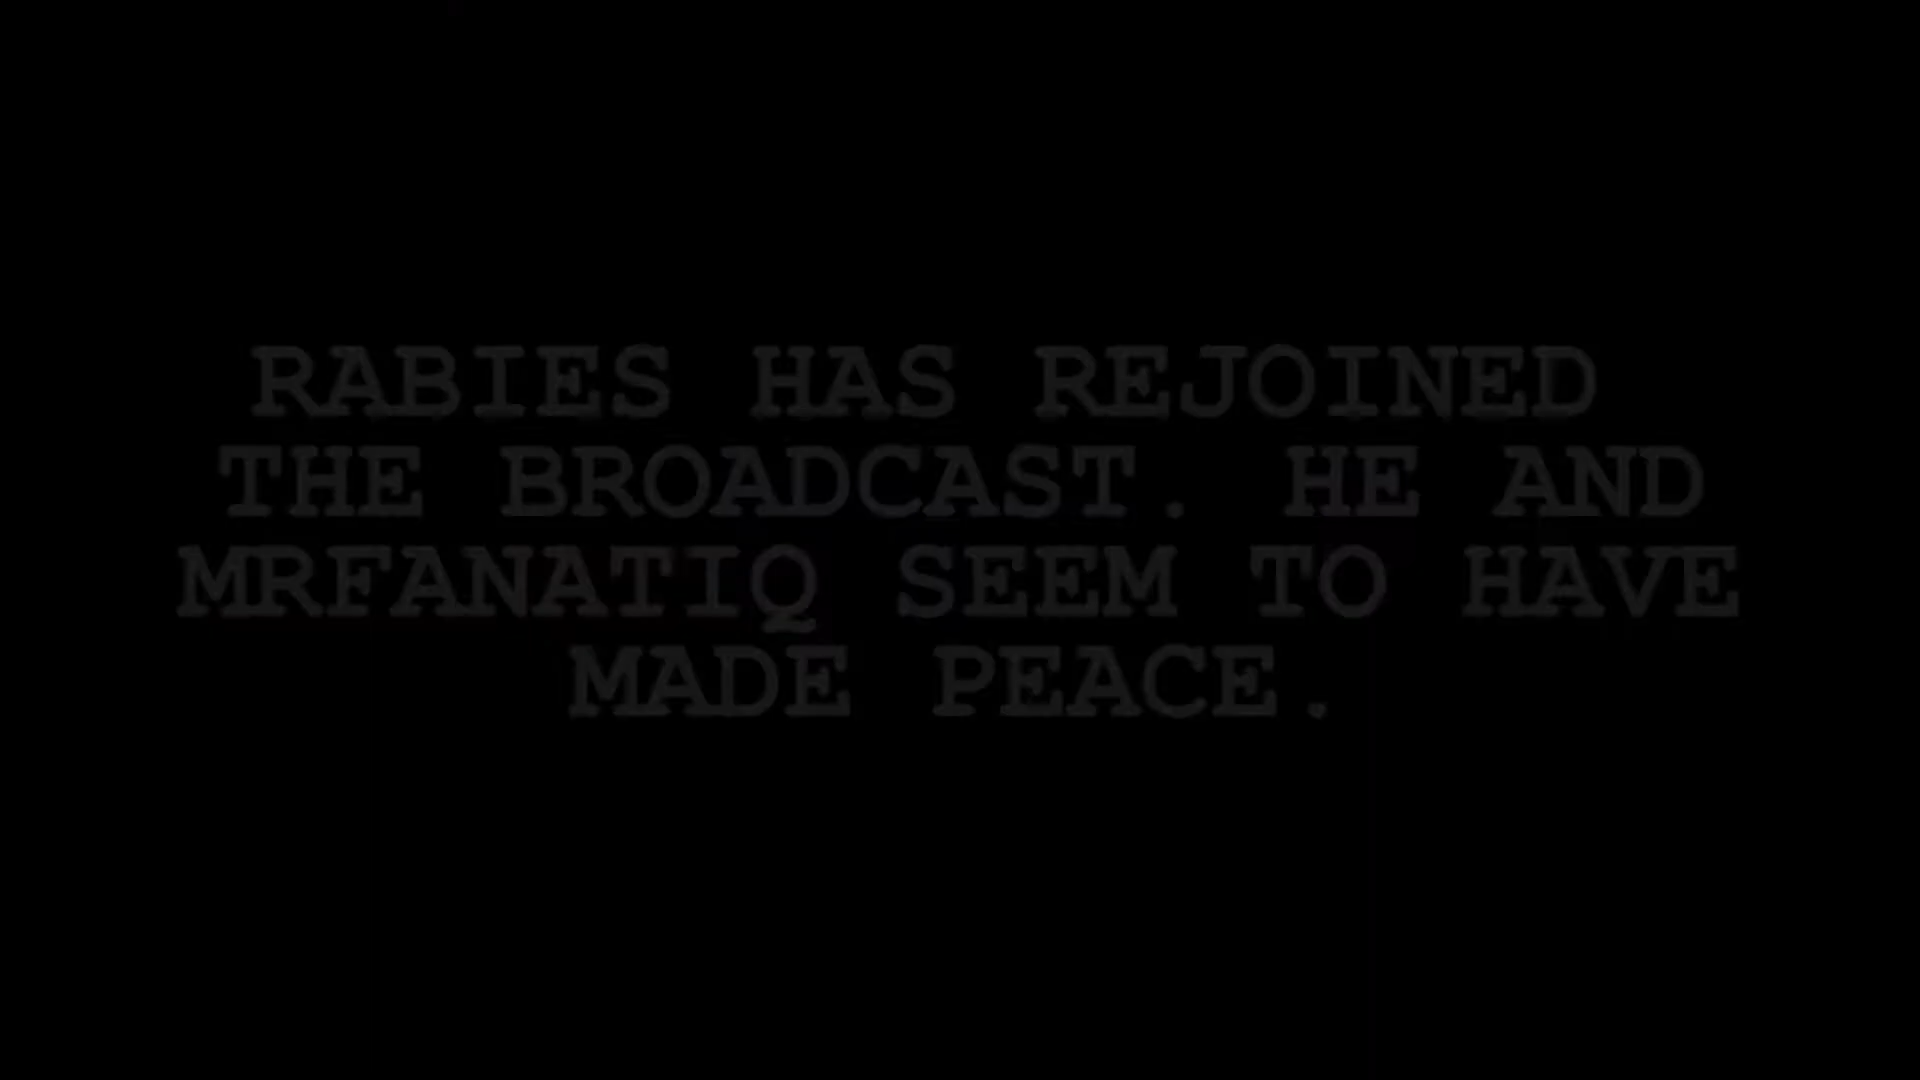 RABIES HAS REJOINED
THE BROADCAST. HE AND
MRFANATIQ SEEM TO HAVE
MADE PEACE.